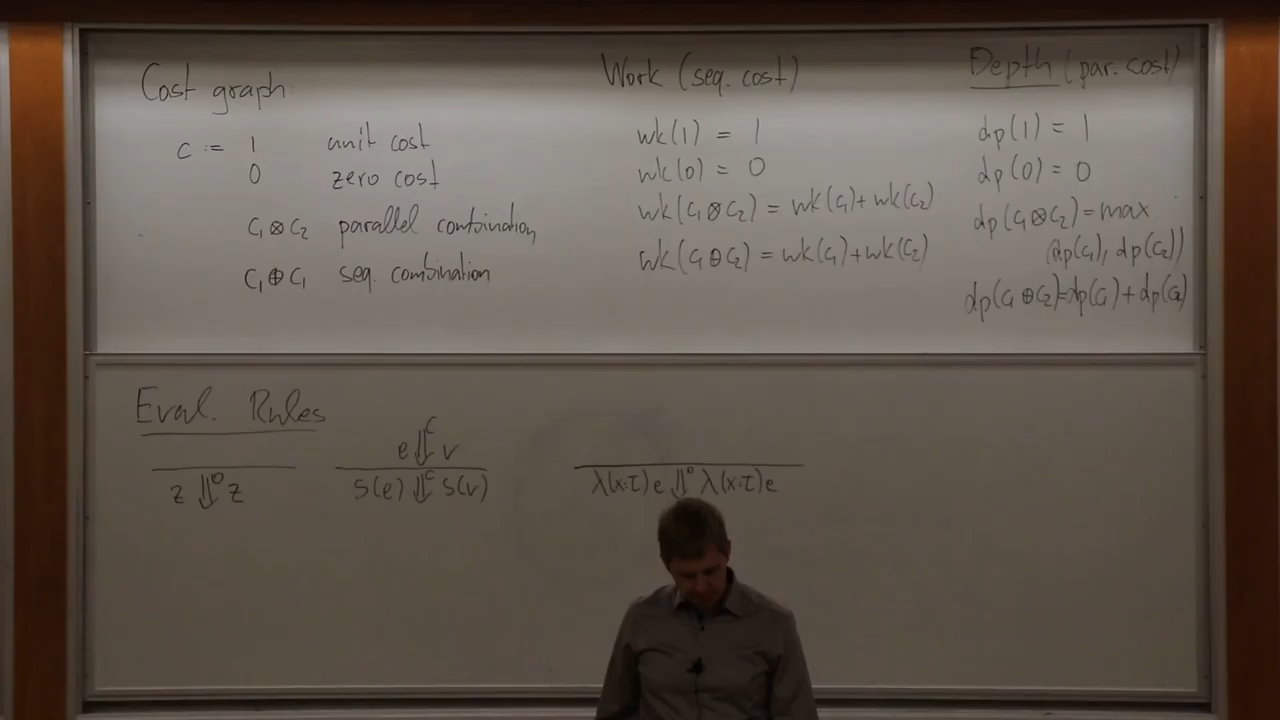 Cost graph:
c := 1 unit cost
0 zero cost
c₁ ⊗ c₂ parallel combination
c₁ ⊕ c₁ seq. combination
Work (seq. cost)
wk(1) = 1
wk(0) = 0
wk(c₁ ⊗ c₂) = wk(c₁) + wk(c₂)
wk(c₁ ⊕ c₂) = wk(c₁) + wk(c₂)
Depth (par. cost)
dp(1) = 1
dp(0) = 0
dp(c₁ ⊗ c₂) = max
(dp(c₁), dp(c₂))
dp(c₁ ⊕ c₂) = dp(c₁) + dp(c₂)
Eval. Rules
z ⇓⁰ z
e ⇓ᶜ v
s(e) ⇓ᶜ s(v)
λ(x:τ) e ⇓⁰ λ(x:τ) e